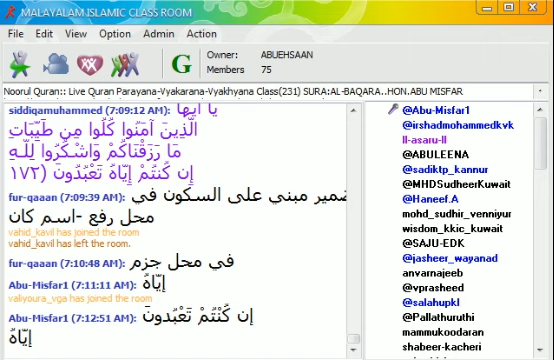 MALAYALAM ISLAMIC CLASS ROOM
File Edit View Option Admin Action
G
Owner: ABUEHSAAN
Members 75
Noorul Quran:: Live Quran Parayana-Vyakarana-Vyakhyana Class(231) SURA:AL-BAQARA..HON.ABU MISFAR
siddiqamuhammed (7:09:12 AM): يَا أَيُّهَا
الَّذِينَ آمَنُوا كُلُوا مِن طَيِّبَاتِ
مَا رَزَقْنَاكُمْ وَاشْكُرُوا لِلَّـهِ
إِن كُنتُمْ إِيَّاهُ تَعْبُدُونَ ﴿١٧٢
fur-qaaan (7:09:39 AM): ضمير مبني على السكون في
محل رفع -اسم كان
vahid_kavil has joined the room
vahid_kavil has left the room.
fur-qaaan (7:10:48 AM): في محل جزم
Abu-Misfar1 (7:11:11 AM): إِيَّاهُ
valiyoura_vga has joined the room
Abu-Misfar1 (7:12:51 AM): إِن كُنْتُمْ تَعْبُدُونَ
إِيَّاهُ
@Abu-Misfar1
@irshadmohammedkvk
ll-asaru-ll
@ABULEENA
@sadiktp_kannur
@MHDSudheerKuwait
@Haneef.A
mohd_sudhir_venniyur
wisdom_kkic_kuwait
@SAJU-EDK
@jasheer_wayanad
anvarnajeeb
@vprasheed
@salahupkl
@Pallathuruthi
mammukoodaran
shabeer-kacheri